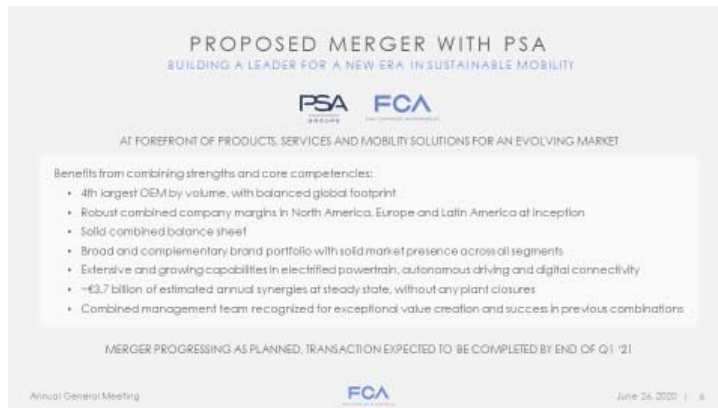 PROPOSED MERGER WITH PSA
BUILDING A LEADER FOR A NEW ERA IN SUSTAINABLE MOBILITY
PSA FCA
GROUPE
AT FOREFRONT OF PRODUCTS, SERVICES AND MOBILITY SOLUTIONS FOR AN EVOLVING MARKET
Benefits from combining strengths and core competencies:
• 4th largest OEM by volume, with balanced global footprint
• Robust combined company margins in North America, Europe and Latin America at inception
• Solid combined balance sheet
• Broad and complementary brand portfolio with solid market presence across all segments
• Extensive and growing capabilities in electrified powertrain, autonomous driving and digital connectivity
• ~€3.7 billion of estimated annual synergies at steady state, without any plant closures
• Combined management team recognized for exceptional value creation and success in previous combinations
MERGER PROGRESSING AS PLANNED, TRANSACTION EXPECTED TO BE COMPLETED BY END OF Q1 '21
Annual General Meeting
FCA
June 26, 2020 | 6